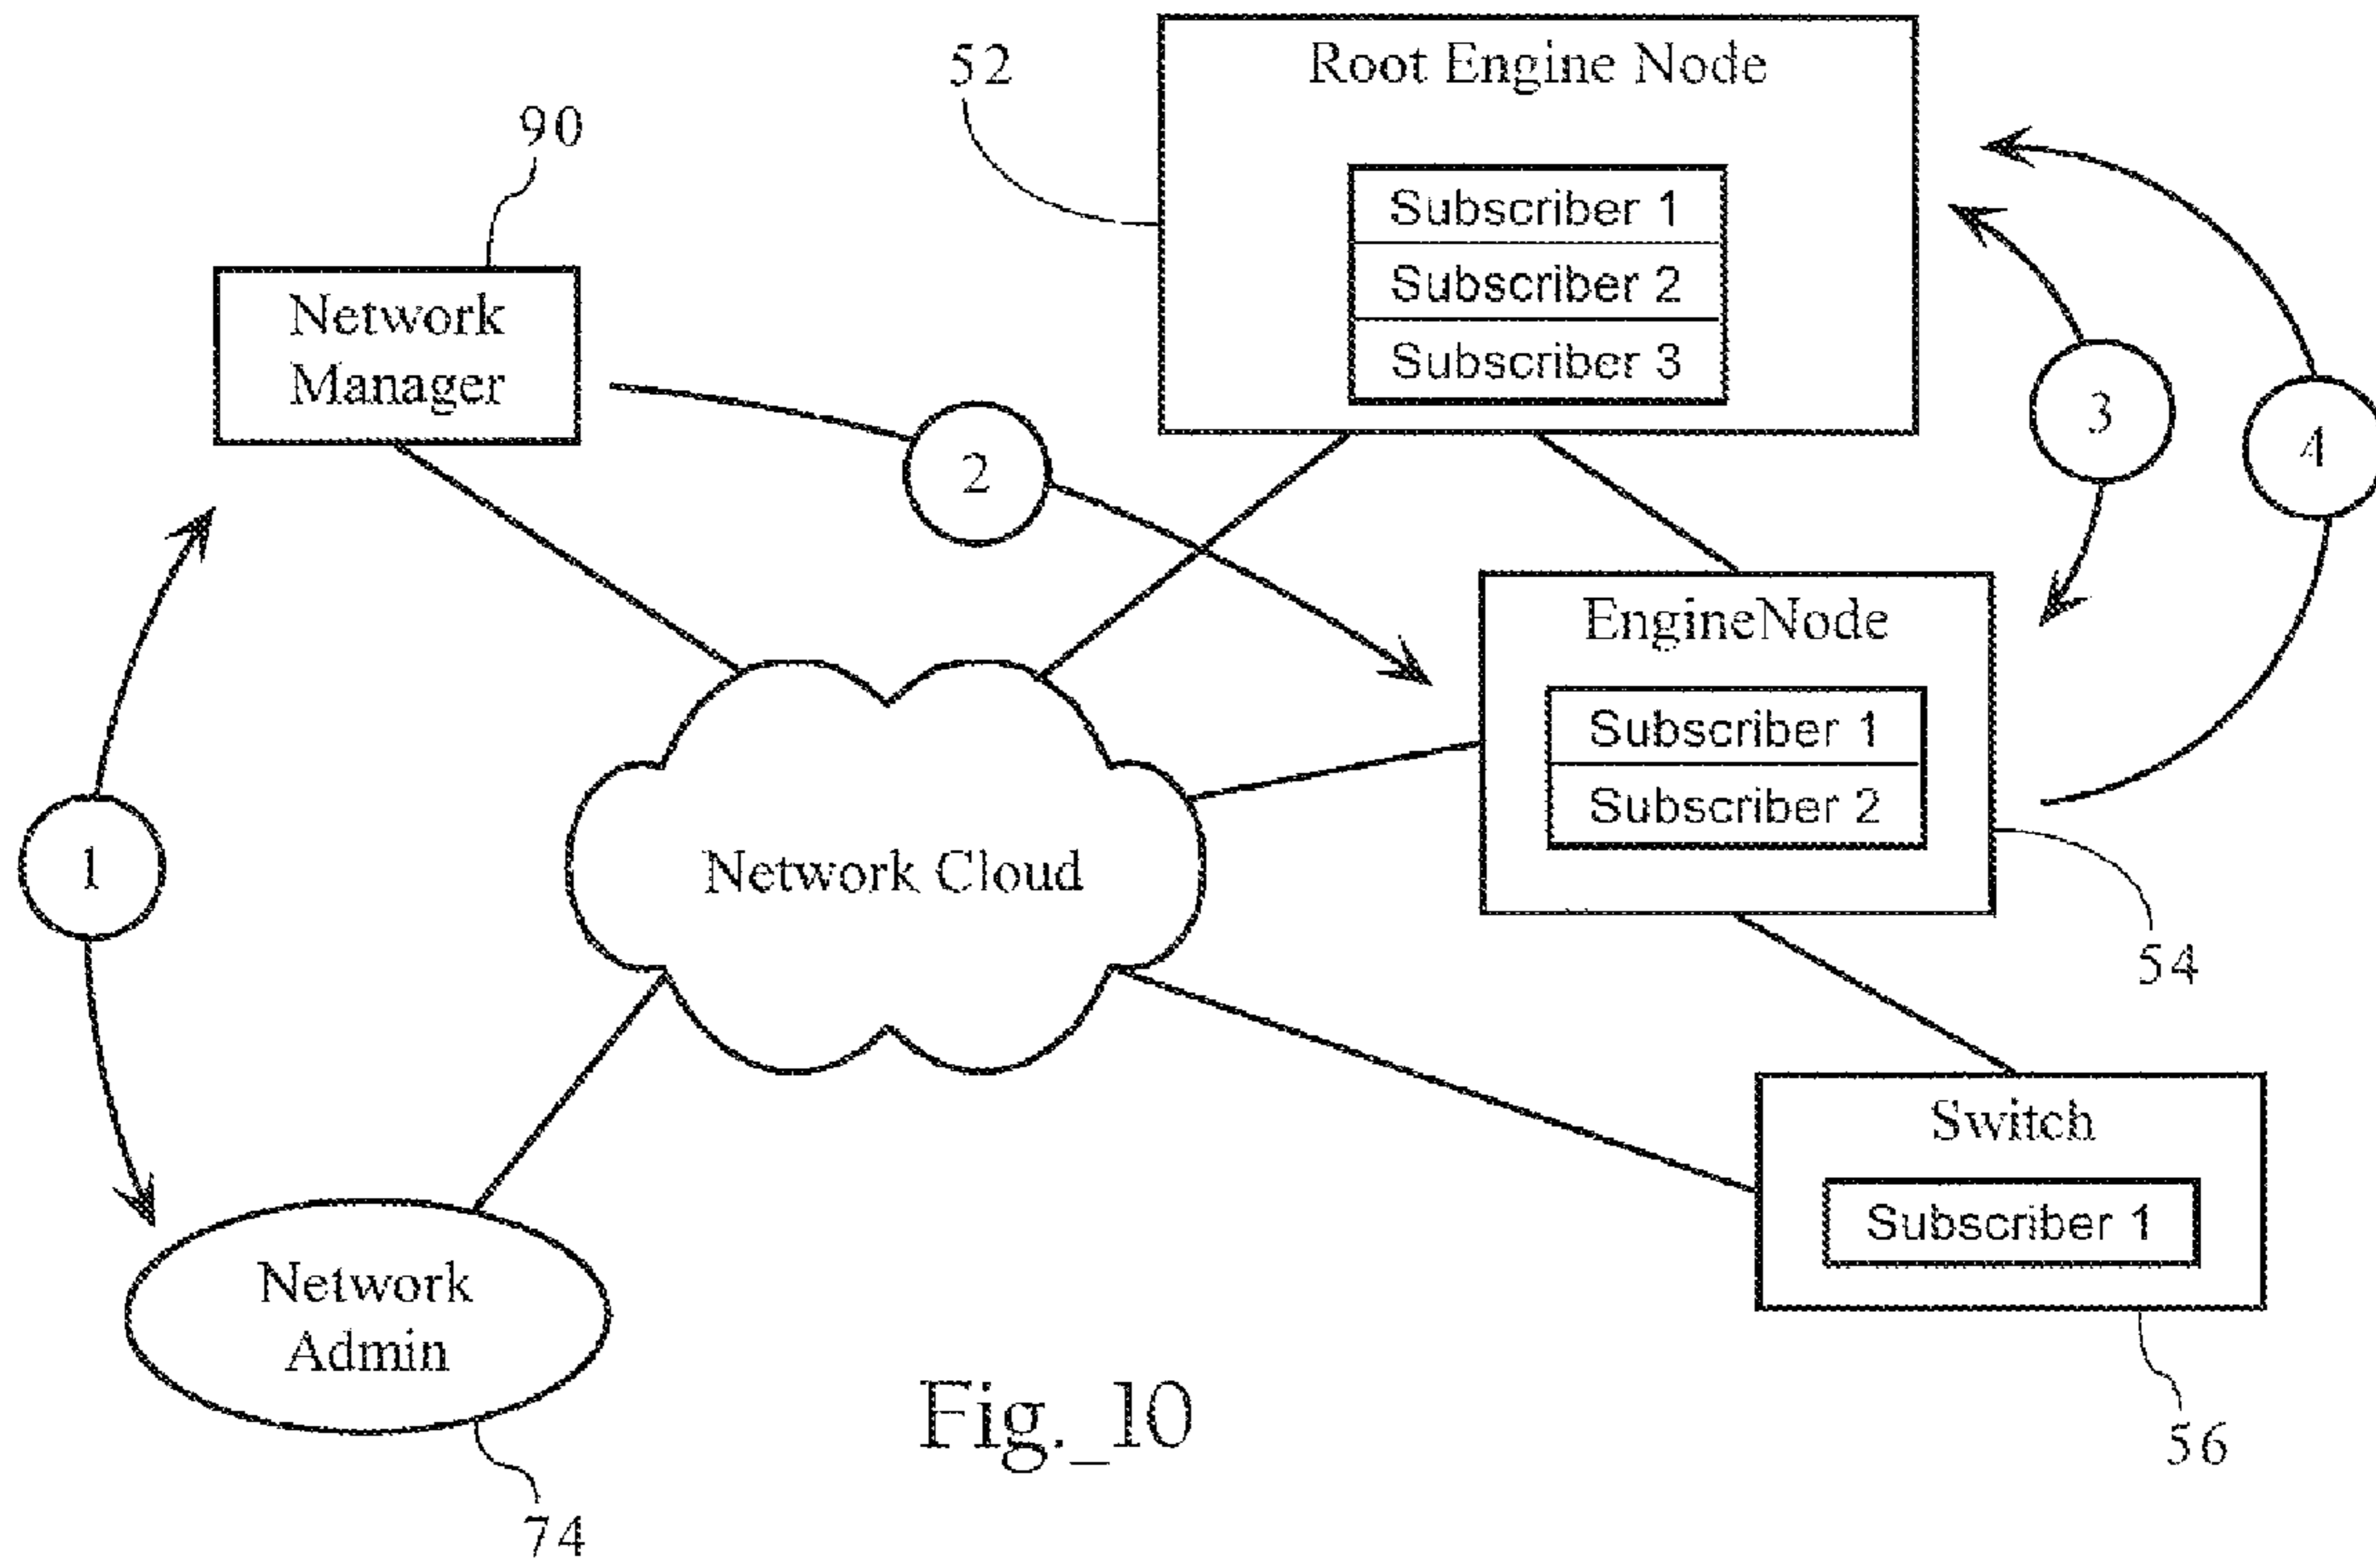 52
Root Engine Node
90
Subscriber 1
Subscriber 2
Subscriber 3
Network
Manager
2
3
4
EngineNode
Subscriber 1
Subscriber 2
1
Network Cloud
54
Switch
Subscriber 1
Network
Admin
Fig._10
56
74